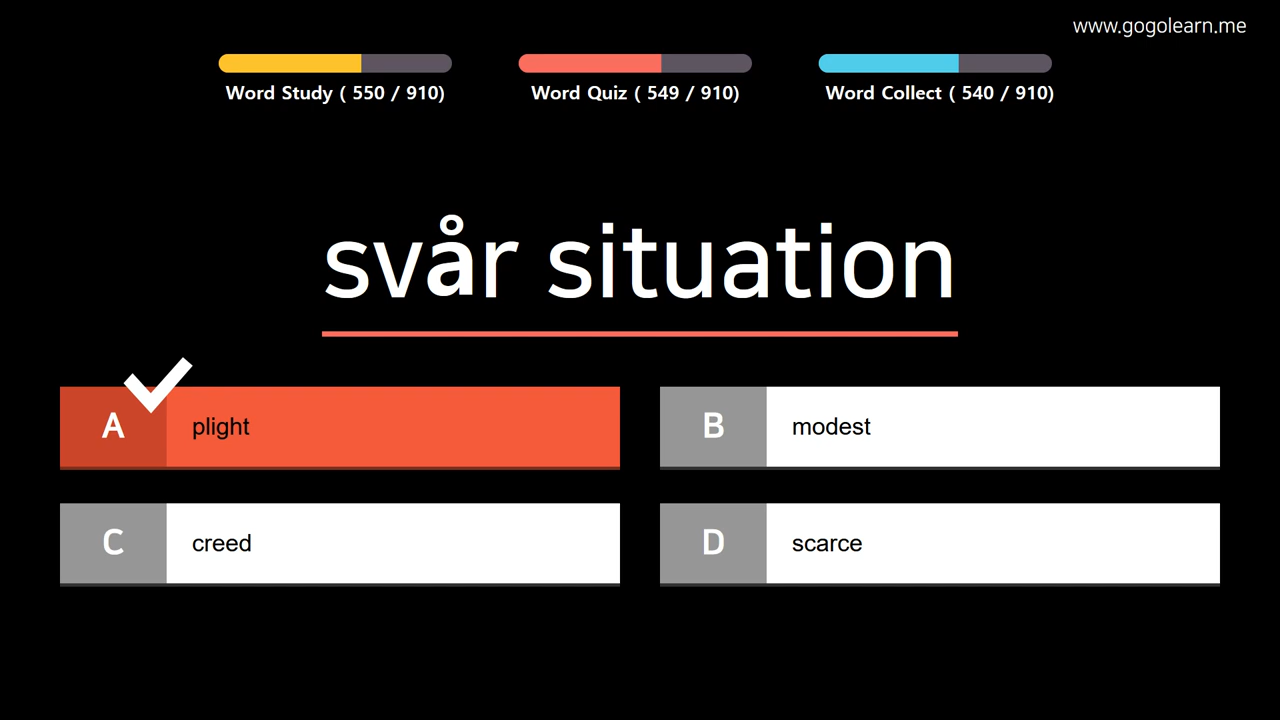 www.gogolearn.me
Word Study ( 550 / 910)
Word Quiz ( 549 / 910)
Word Collect ( 540 / 910)
svår situation
A plight
B modest
C creed
D scarce